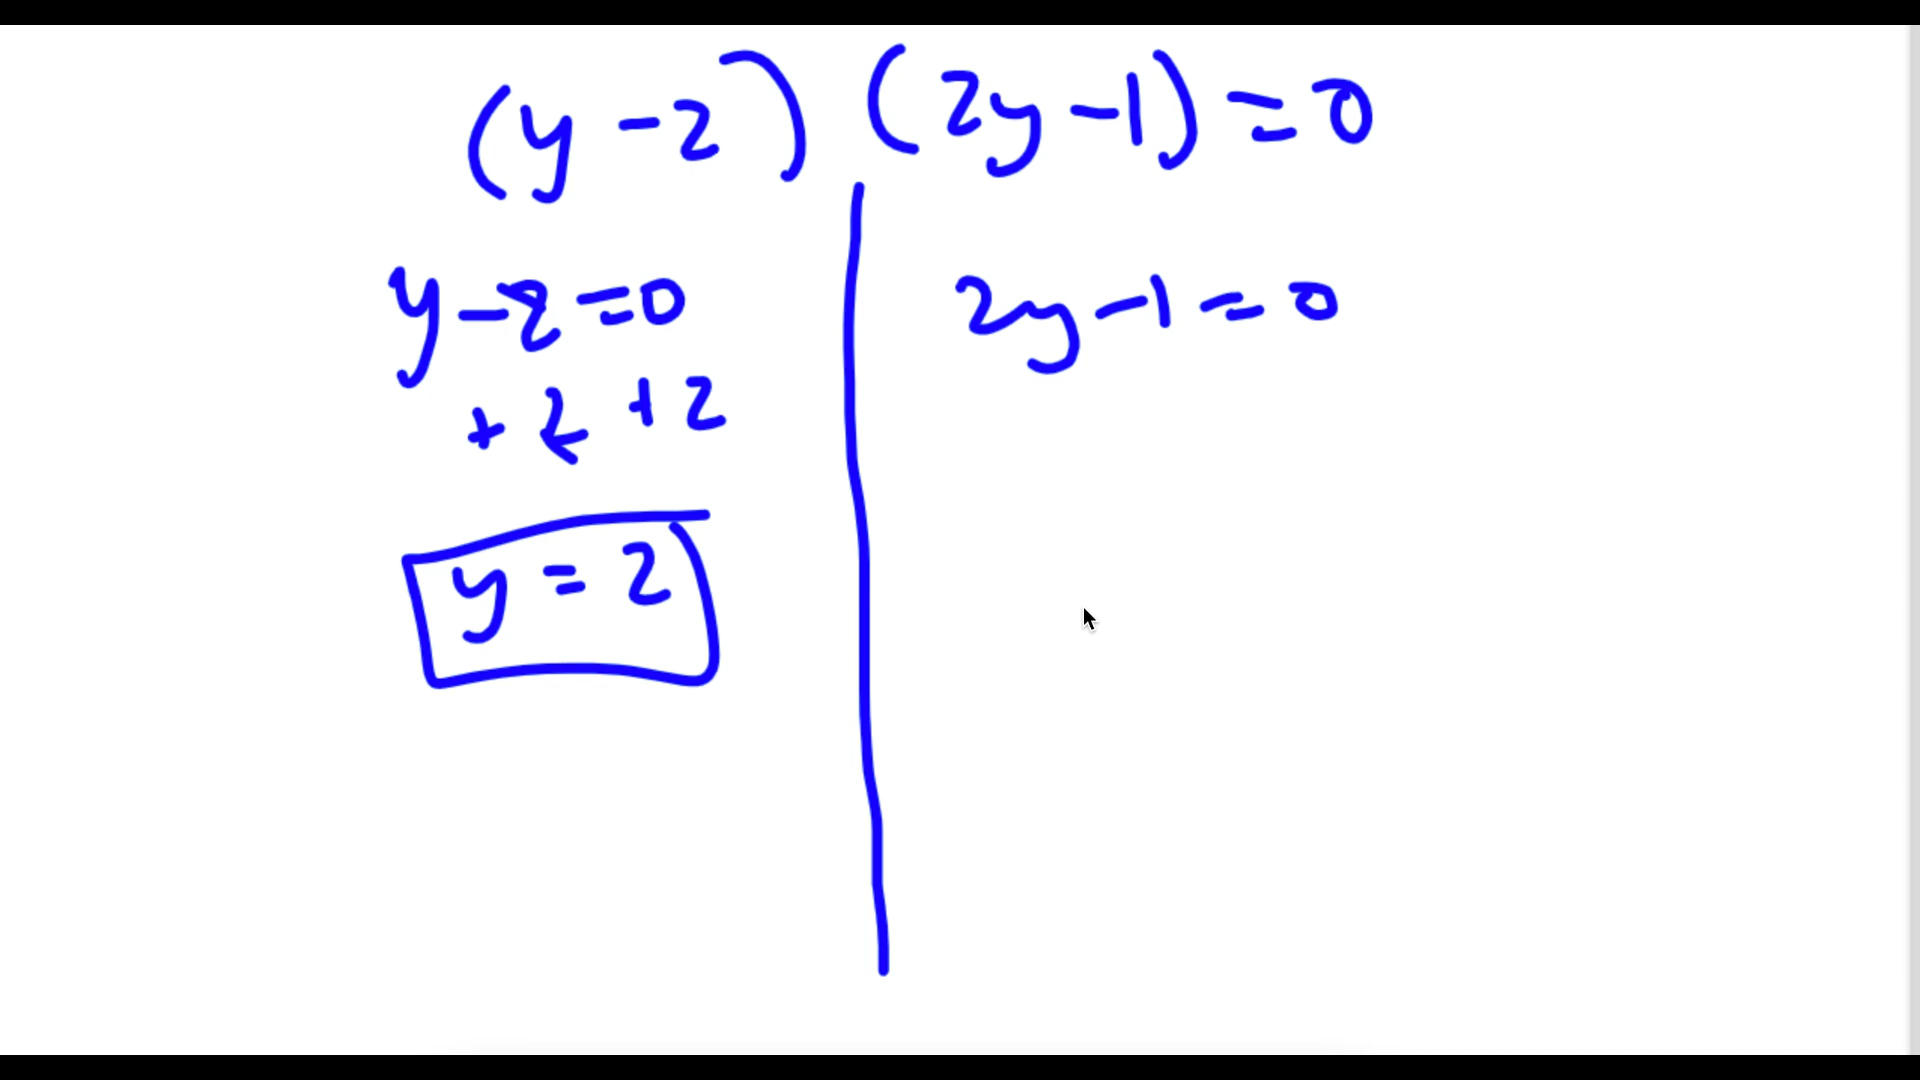 (y - 2) (2y - 1) = 0
y - 2 = 0
+ 2 + 2
y = 2
2y - 1 = 0